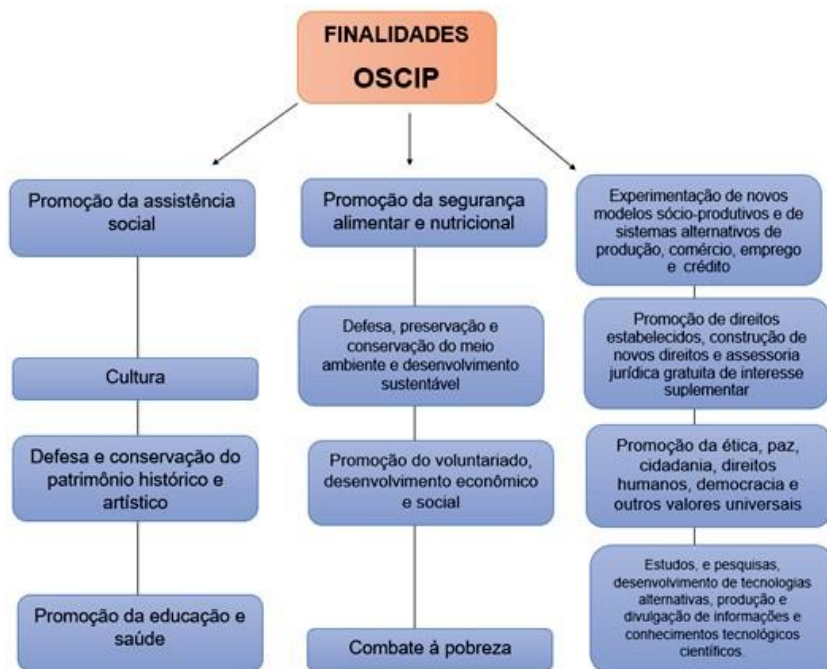 FINALIDADES
OSCIP
Promoção da assistência
social
Cultura
Defesa e conservação do
patrimônio histórico e
artístico
Promoção da educação e
saúde
Promoção da segurança
alimentar e nutricional
Defesa, preservação e
conservação do meio
ambiente e desenvolvimento
sustentável
Promoção do voluntariado,
desenvolvimento econômico
e social
Combate à pobreza
Experimentação de novos
modelos sócio-produtivos e de
sistemas alternativos de
produção, comércio, emprego
e crédito
Promoção de direitos
estabelecidos, construção de
novos direitos e assessoria
jurídica gratuita de interesse
suplementar
Promoção da ética, paz,
cidadania, direitos
humanos, democracia e
outros valores universais
Estudos, e pesquisas,
desenvolvimento de tecnologias
alternativas, produção e
divulgação de informações e
conhecimentos tecnológicos
científicos.